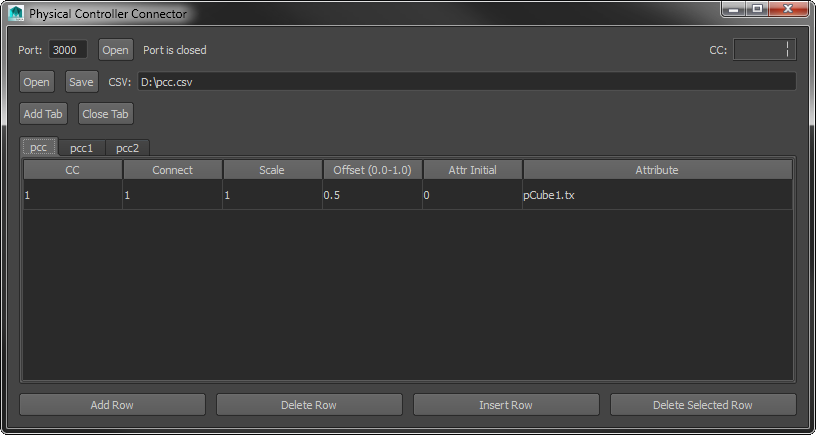 Physical Controller Connector
Port: 3000 Open Port is closed CC:
Open Save CSV: D:\pcc.csv
Add Tab Close Tab
pcc pcc1 pcc2
CC Connect Scale Offset (0.0-1.0) Attr Initial Attribute
1 1 1 0.5 0 pCube1.tx
Add Row Delete Row Insert Row Delete Selected Row